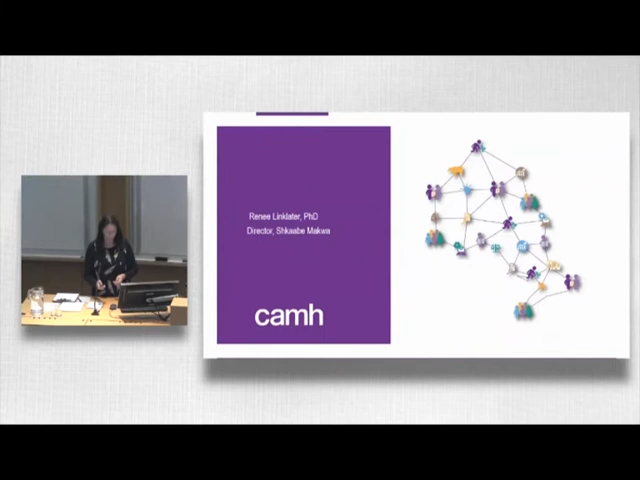 Renee Linklater, PhD
Director, Shkaabe Makwa
camh